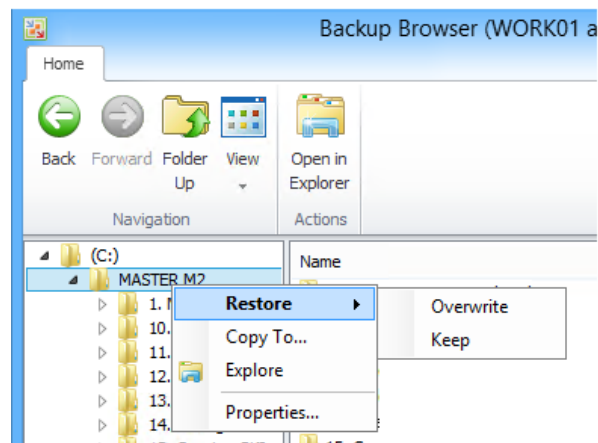 Backup Browser (WORK01 a
Home
Back
Forward
Folder Up
View
Open in Explorer
Navigation
Actions
(C:)
Name
MASTER M2
1.
10.
11.
12.
13.
14.
Restore
Copy To...
Explore
Properties...
Overwrite
Keep